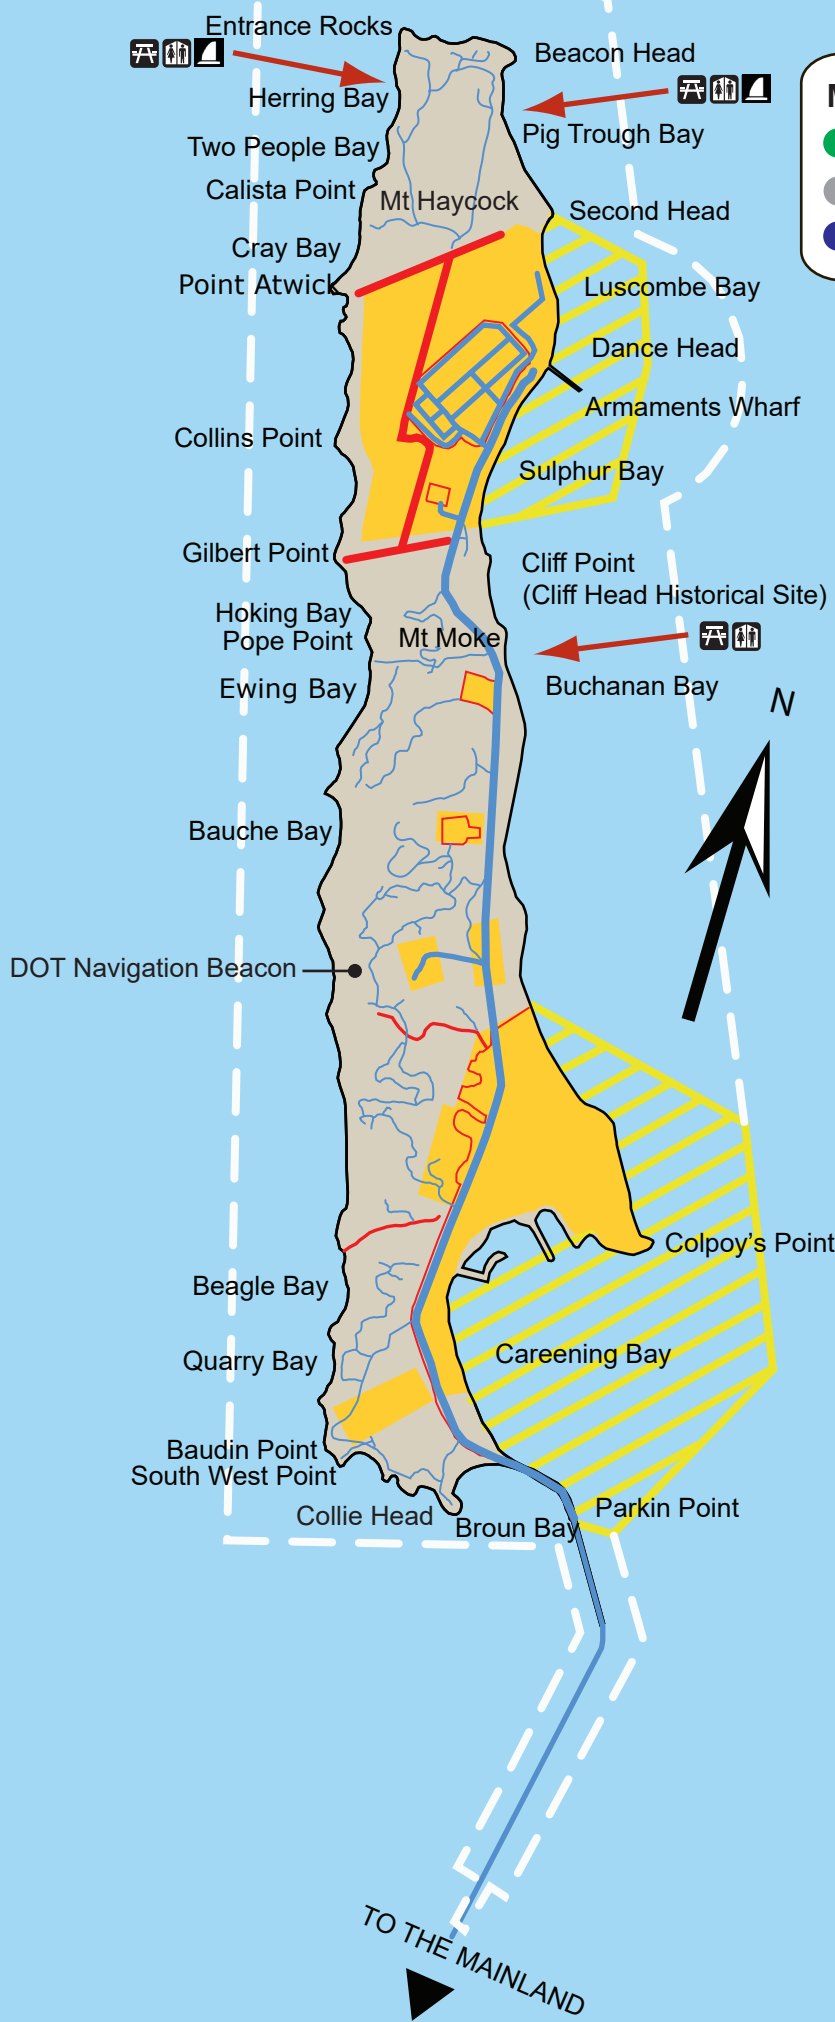 Entrance Rocks
Beacon Head
Herring Bay
Pig Trough Bay
Two People Bay
Calista Point
Mt Haycock
Second Head
Cray Bay
Point Atwick
Luscombe Bay
Dance Head
Armaments Wharf
Collins Point
Sulphur Bay
Gilbert Point
Cliff Point
(Cliff Head Historical Site)
Hoking Bay
Pope Point
Mt Moke
Ewing Bay
Buchanan Bay
N
Bauche Bay
DOT Navigation Beacon
Colpoy’s Point
Beagle Bay
Careening Bay
Quarry Bay
Baudin Point
South West Point
Collie Head
Broun Bay
Parkin Point
TO THE MAINLAND